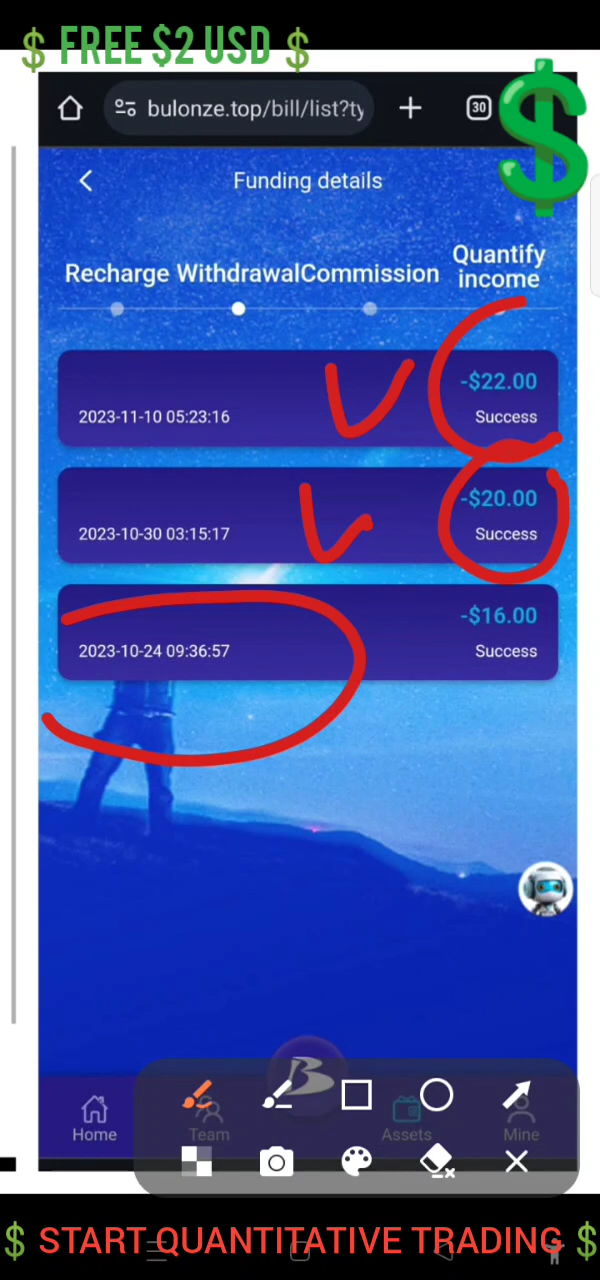 💲 FREE $2 USD 💲
30
bulonze.top/bill/list?ty
Funding details
Recharge Withdrawal Commission Quantify income
-$22.00
2023-11-10 05:23:16 Success
-$20.00
2023-10-30 03:15:17 Success
-$16.00
2023-10-24 09:36:57 Success
Home Team Assets Mine
💲 START QUANTITATIVE TRADING 💲